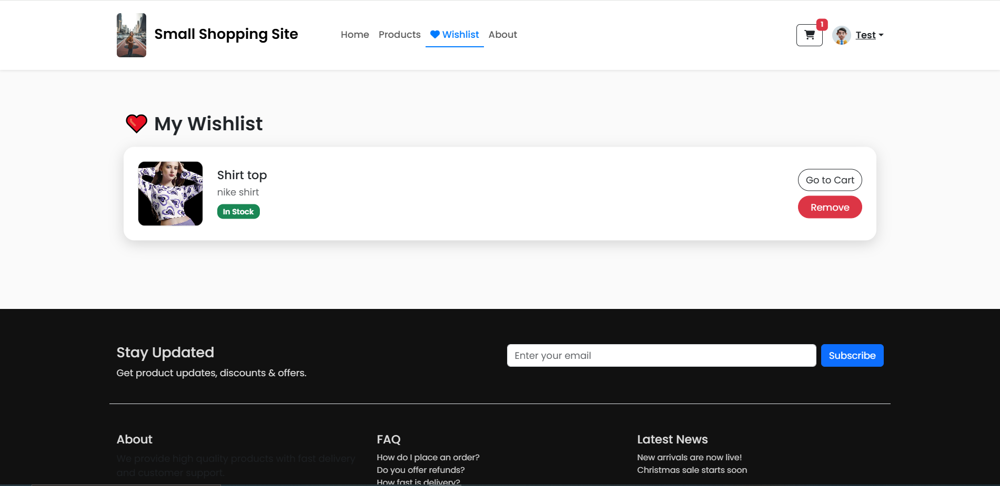 Small Shopping Site
Home
Products
Wishlist
About
1
Test
My Wishlist
Shirt top
nike shirt
In Stock
Go to Cart
Remove
Stay Updated
Get product updates, discounts & offers.
Enter your email
Subscribe
About
We provide high quality products with fast delivery
and customer support.
FAQ
How do I place an order?
Do you offer refunds?
How fast is delivery?
Latest News
New arrivals are now live!
Christmas sale starts soon